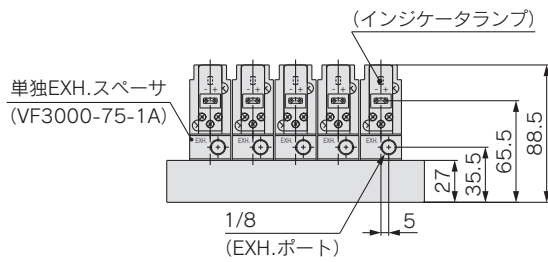 (インジケータランプ)
単独EXH.スペーサ
(VF3000-75-1A)
- +
- +
- +
- +
- +
EXH.
EXH.
EXH.
EXH.
EXH.
27
35.5
65.5
88.5
1/8
(EXH.ポート)
5